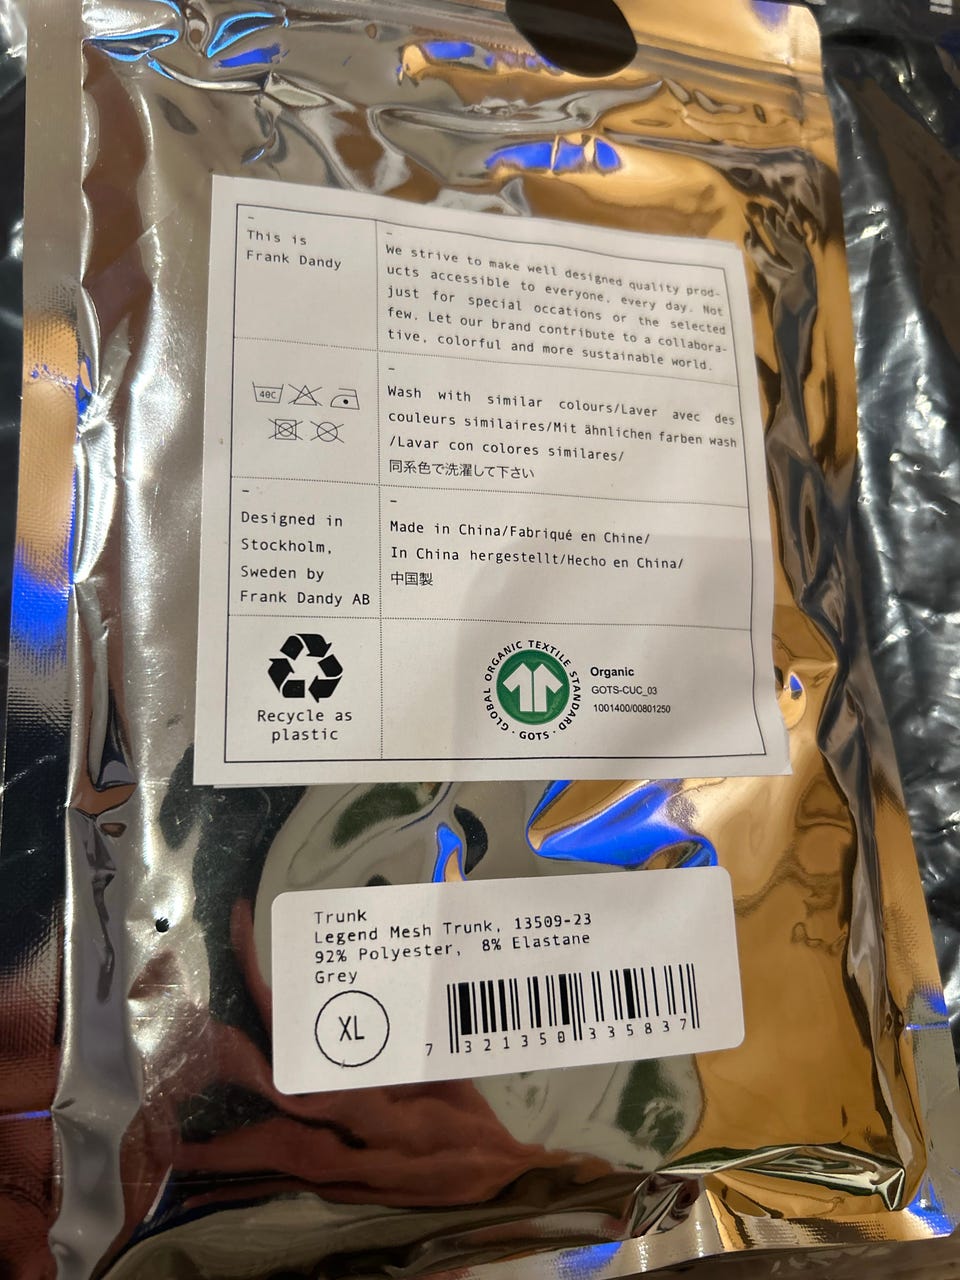 –
This is
Frank Dandy
–
We strive to make well designed quality prod-
ucts accessible to everyone, every day. Not
just for special occations or the selected
few. Let our brand contribute to a collabora-
tive, colorful and more sustainable world.
40C
–
Wash with similar colours/Laver avec des
couleurs similaires/Mit ähnlichen farben wash
/Lavar con colores similares/
同系色で洗濯して下さい
–
Designed in
Stockholm,
Sweden by
Frank Dandy AB
–
Made in China/Fabriqué en Chine/
In China hergestellt/Hecho en China/
中国製
Recycle as
plastic
GLOBAL ORGANIC TEXTILE STANDARD · GOTS ·
Organic
GOTS-CUC_03
1001400/00801250
Trunk
Legend Mesh Trunk, 13509-23
92% Polyester, 8% Elastane
Grey
XL
7 321350 335837